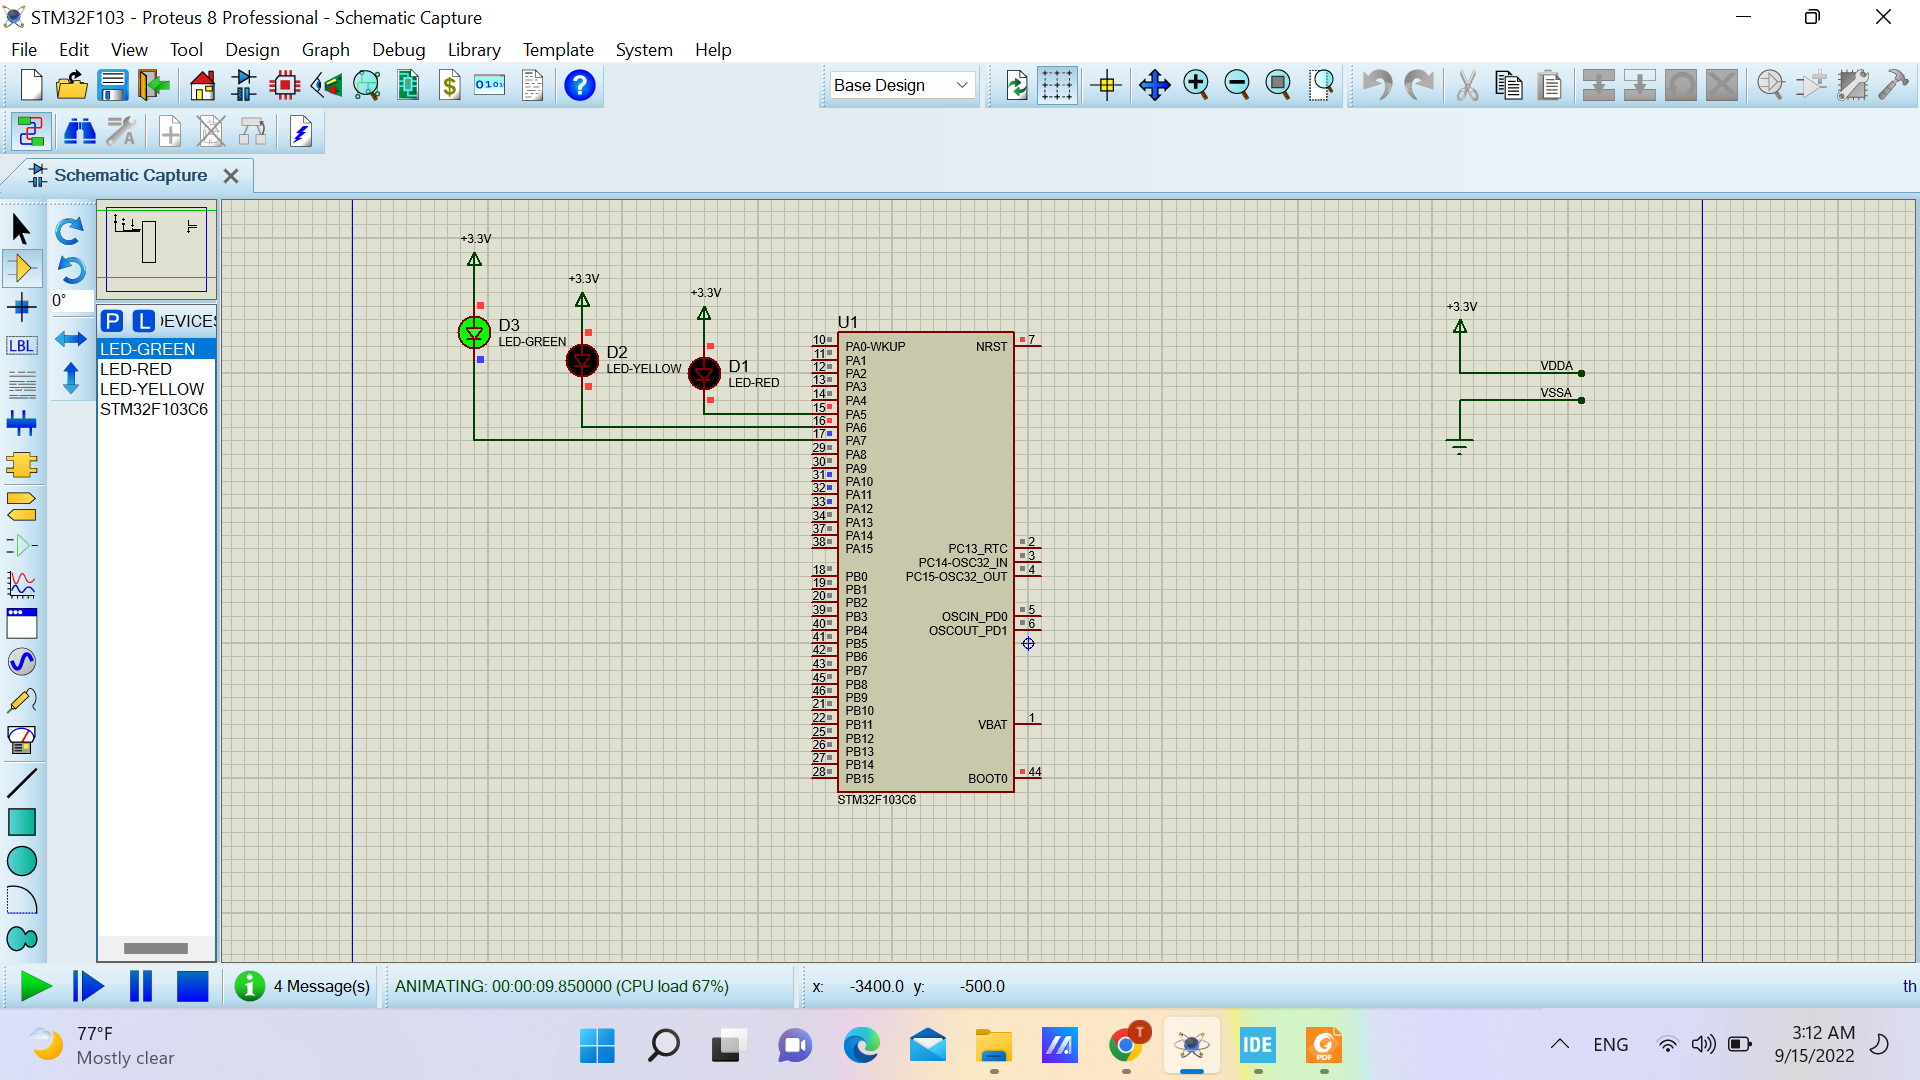 STM32F103 - Proteus 8 Professional - Schematic Capture
File Edit View Tool Design Graph Debug Library Template System Help
Base Design
Schematic Capture
0°
P L DEVICES
LBL
LED-GREEN
LED-RED
LED-YELLOW
STM32F103C6
+3.3V
+3.3V
+3.3V
+3.3V
D3
LED-GREEN
D2
LED-YELLOW
D1
LED-RED
VDDA
VSSA
U1
10 PA0-WKUP NRST 7
11 PA1
12 PA2
13 PA3
14 PA4
15 PA5
16 PA6
17 PA7
29 PA8
30 PA9
31 PA10
32 PA11
33 PA12
34 PA13
37 PA14
38 PA15 PC13_RTC 2
PC14-OSC32_IN 3
18 PB0 PC15-OSC32_OUT 4
19 PB1
20 PB2
39 PB3 OSCIN_PD0 5
40 PB4 OSCOUT_PD1 6
41 PB5
42 PB6
43 PB7
45 PB8
46 PB9
21 PB10
22 PB11 VBAT 1
25 PB12
26 PB13
27 PB14
28 PB15 BOOT0 44
STM32F103C6
4 Message(s) ANIMATING: 00:00:09.850000 (CPU load 67%) x: -3400.0 y: -500.0 th
77°F
Mostly clear
T
IDE
PDF
ENG
3:12 AM
9/15/2022